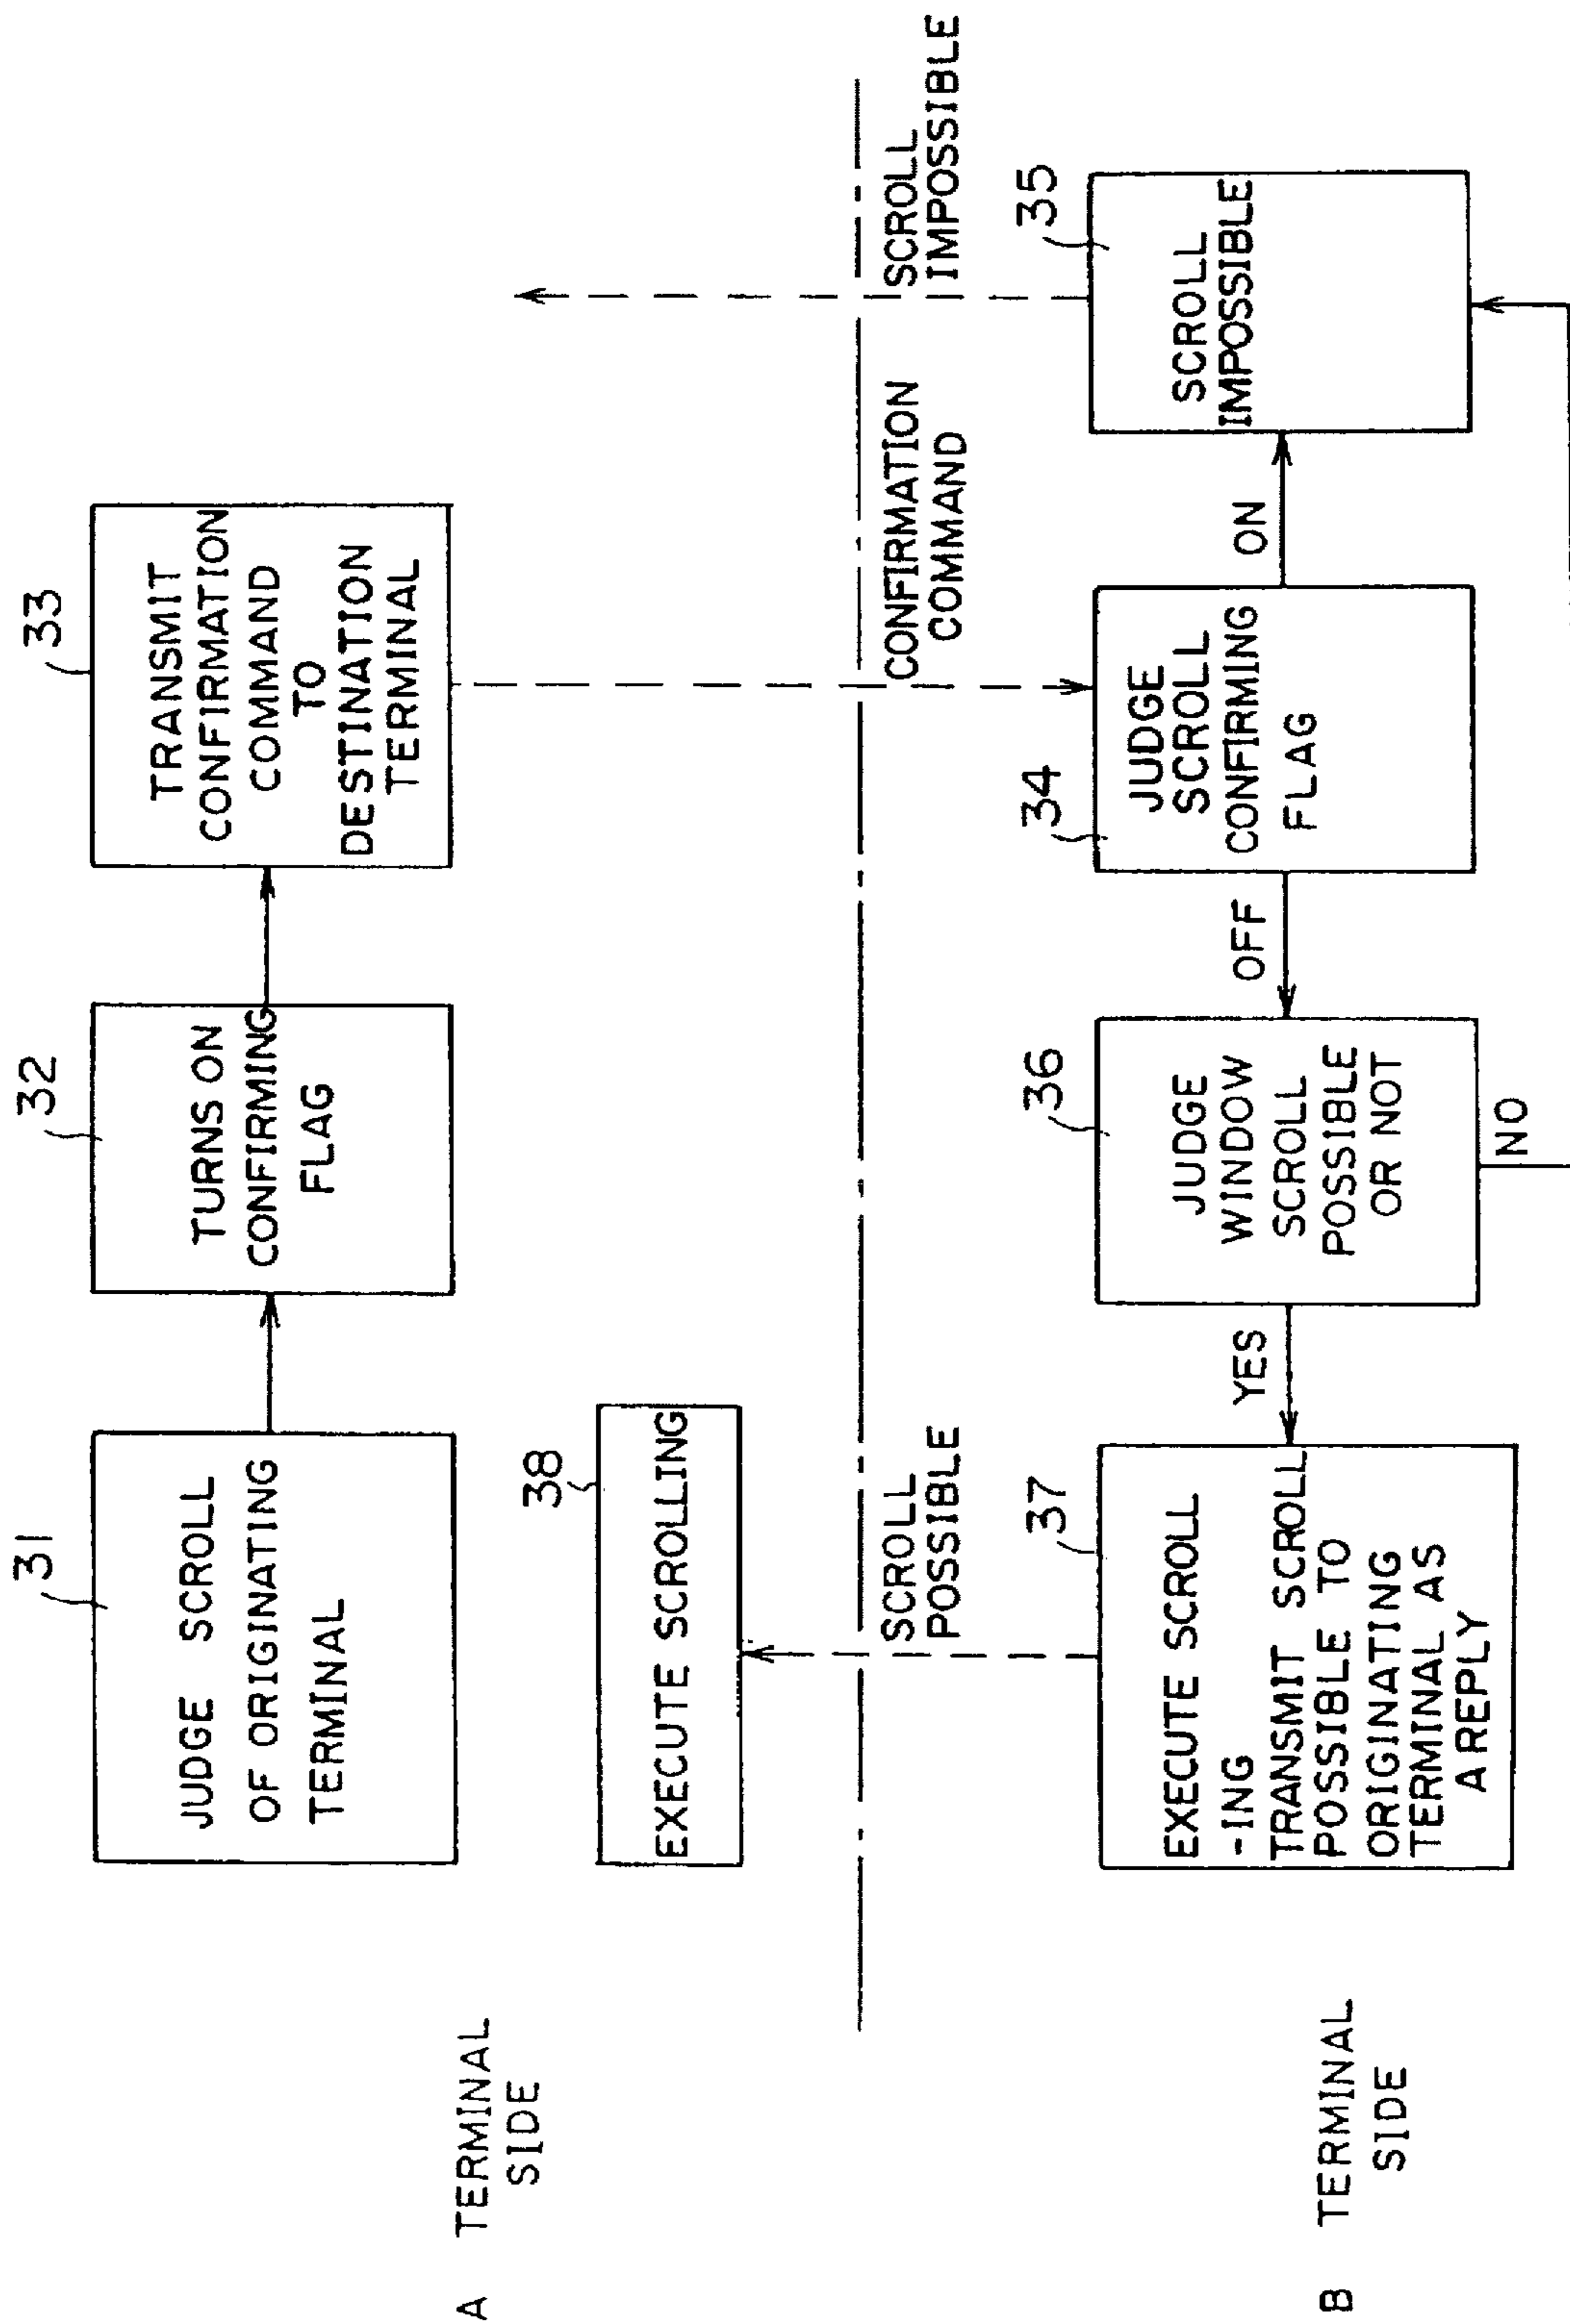 31
JUDGE SCROLL
OF ORIGINATING
TERMINAL
32
TURNS ON
CONFIRMING
FLAG
33
TRANSMIT
CONFIRMATION
COMMAND
TO
DESTINATION
TERMINAL
A TERMINAL
SIDE
38
EXECUTE SCROLLING
SCROLL
POSSIBLE
CONFIRMATION
COMMAND
SCROLL
IMPOSSIBLE
37
EXECUTE SCROLL
-ING
TRANSMIT SCROLL
POSSIBLE TO
ORIGINATING
TERMINAL AS
A REPLY
YES
36
JUDGE
WINDOW
SCROLL
POSSIBLE
OR NOT
NO
OFF
34
JUDGE
SCROLL
CONFIRMING
FLAG
ON
35
SCROLL
IMPOSSIBLE
B TERMINAL
SIDE